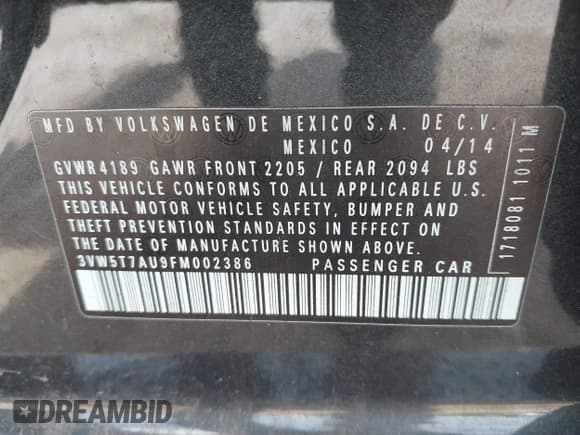 MFD BY VOLKSWAGEN DE MEXICO S.A. DE C.V.
MEXICO 04/14
GVWR 4189 GAWR FRONT 2205 / REAR 2094 LBS
THIS VEHICLE CONFORMS TO ALL APPLICABLE U.S.
FEDERAL MOTOR VEHICLE SAFETY, BUMPER AND
THEFT PREVENTION STANDARDS IN EFFECT ON
THE DATE OF MANUFACTURE SHOWN ABOVE.
3VW5T7AU9FM002386 PASSENGER CAR
1718081 1011 M
DREAMBID